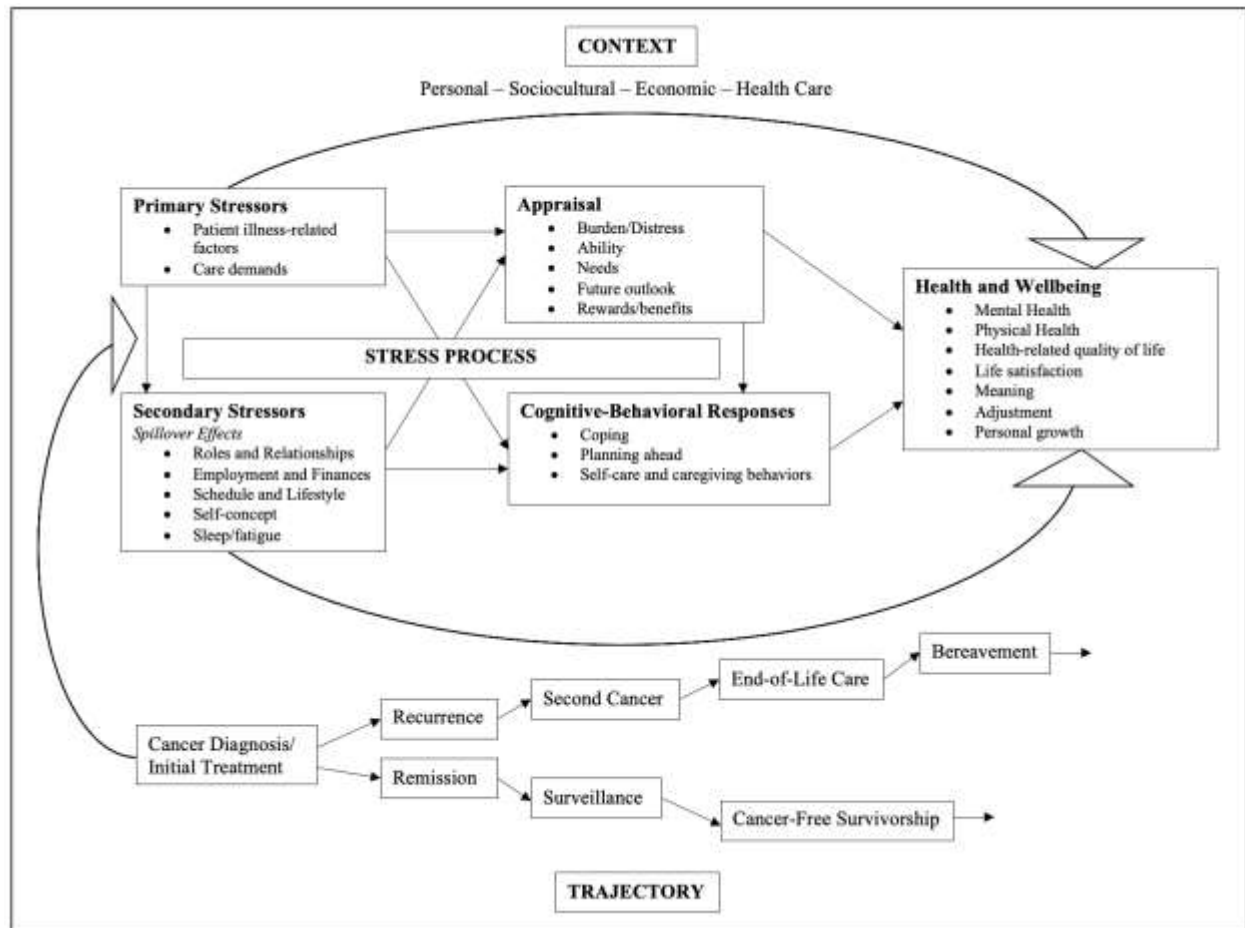 CONTEXT
Personal – Sociocultural – Economic – Health Care
Primary Stressors
• Patient illness-related
factors
• Care demands
Appraisal
• Burden/Distress
• Ability
• Needs
• Future outlook
• Rewards/benefits
Health and Wellbeing
• Mental Health
• Physical Health
• Health-related quality of life
• Life satisfaction
• Meaning
• Adjustment
• Personal growth
STRESS PROCESS
Secondary Stressors
Spillover Effects
• Roles and Relationships
• Employment and Finances
• Schedule and Lifestyle
• Self-concept
• Sleep/fatigue
Cognitive-Behavioral Responses
• Coping
• Planning ahead
• Self-care and caregiving behaviors
Cancer Diagnosis/
Initial Treatment
Recurrence
Second Cancer
End-of-Life Care
Bereavement
Remission
Surveillance
Cancer-Free Survivorship
TRAJECTORY